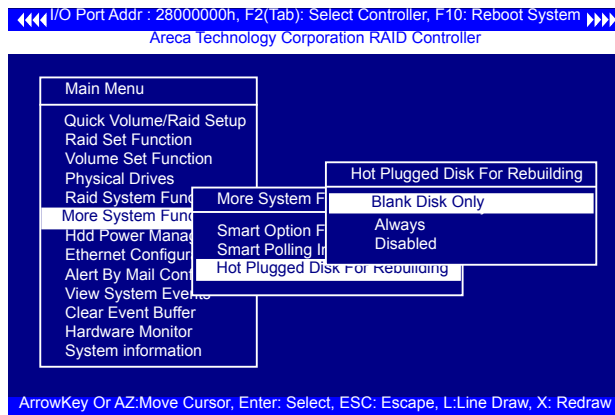 I/O Port Addr : 28000000h, F2(Tab): Select Controller, F10: Reboot System
Areca Technology Corporation RAID Controller
Main Menu
Quick Volume/Raid Setup
Raid Set Function
Volume Set Function
Physical Drives
Raid System Func
More System Func
Hdd Power Manag
Ethernet Configur
Alert By Mail Conf
View System Events
Clear Event Buffer
Hardware Monitor
System information
More System F
Smart Option F
Smart Polling In
Hot Plugged Disk For Rebuilding
Hot Plugged Disk For Rebuilding
Blank Disk Only
Always
Disabled
ArrowKey Or AZ:Move Cursor, Enter: Select, ESC: Escape, L:Line Draw, X: Redraw